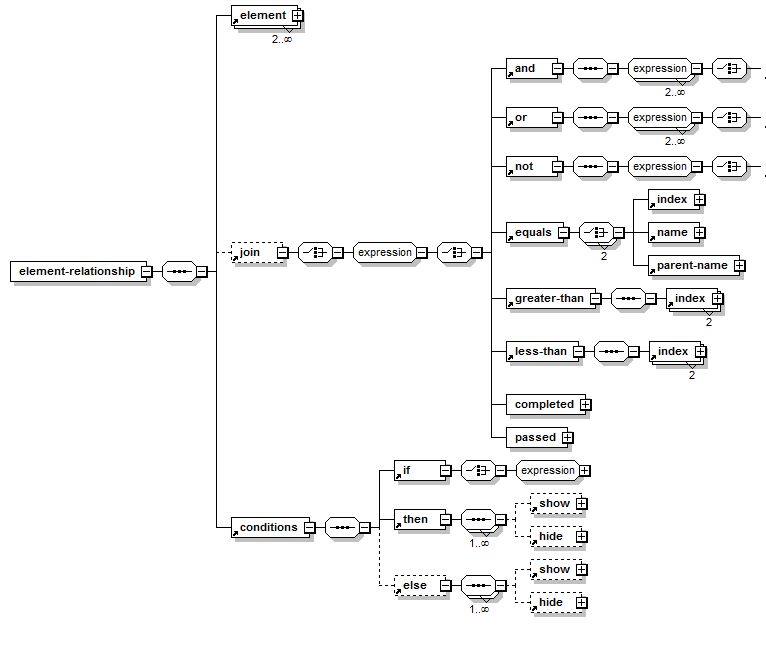 element
2..∞
and
expression
2..∞
or
expression
2..∞
not
expression
index
equals
name
2
join
expression
parent-name
element-relationship
greater-than
index
2
less-than
index
2
completed
passed
if
expression
show
then
1..∞
hide
conditions
show
else
1..∞
hide